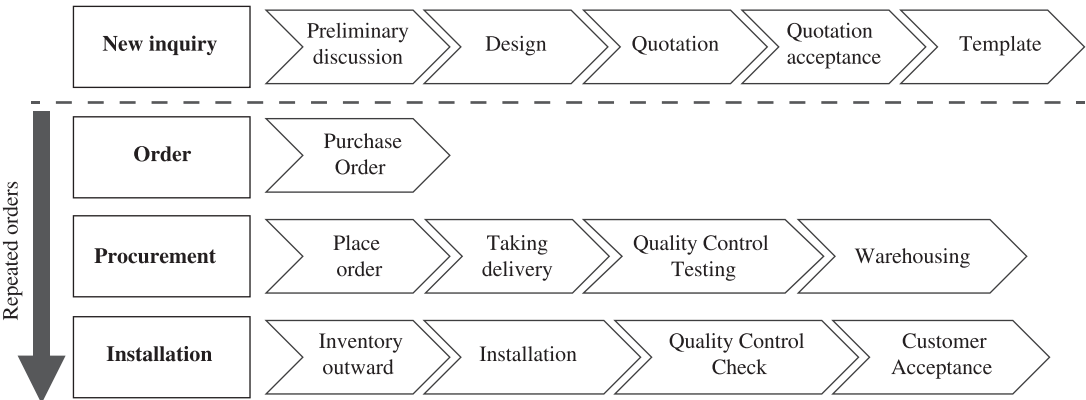 New inquiry
Preliminary
discussion
Design
Quotation
Quotation
acceptance
Template
Repeated orders
Order
Purchase
Order
Procurement
Place
order
Taking
delivery
Quality Control
Testing
Warehousing
Installation
Inventory
outward
Installation
Quality Control
Check
Customer
Acceptance